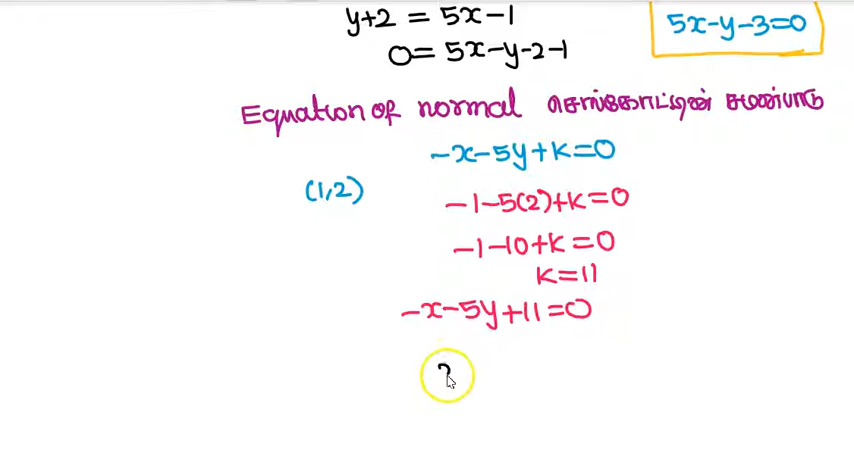 y+2 = 5x-1
5x-y-3=0
0= 5x-y-2-1
Equation of normal செங்கோட்டின் சமன்பாடு
-x-5y+k=0
(1,2)
-1-5(2)+k=0
-1-10+k=0
k=11
-x-5y+11=0